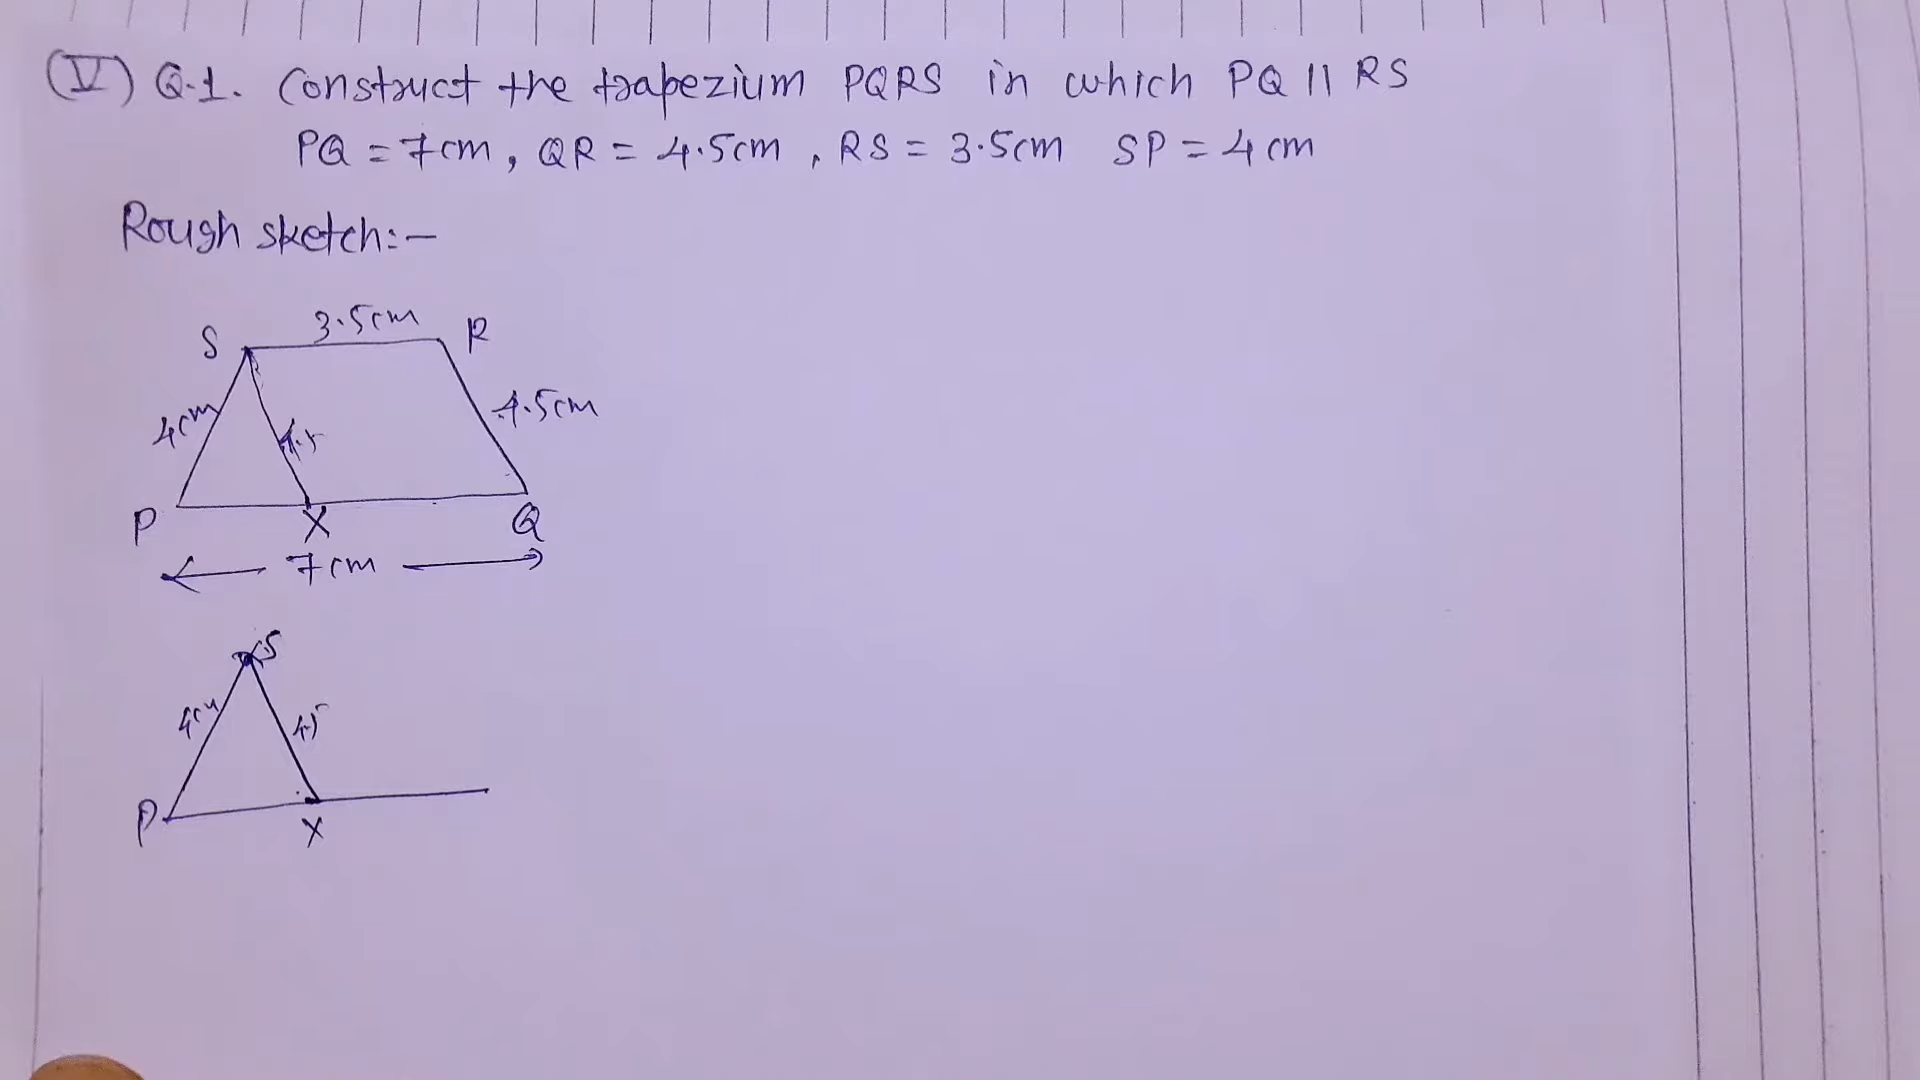 (V) Q.1. Construct the trapezium PQRS in which PQ || RS
PQ = 7cm, QR = 4.5cm, RS = 3.5cm SP = 4cm
Rough sketch:-
S 3.5cm R
4cm 4.5 4.5cm
P X Q
7cm
S
4cm 4.5
P X